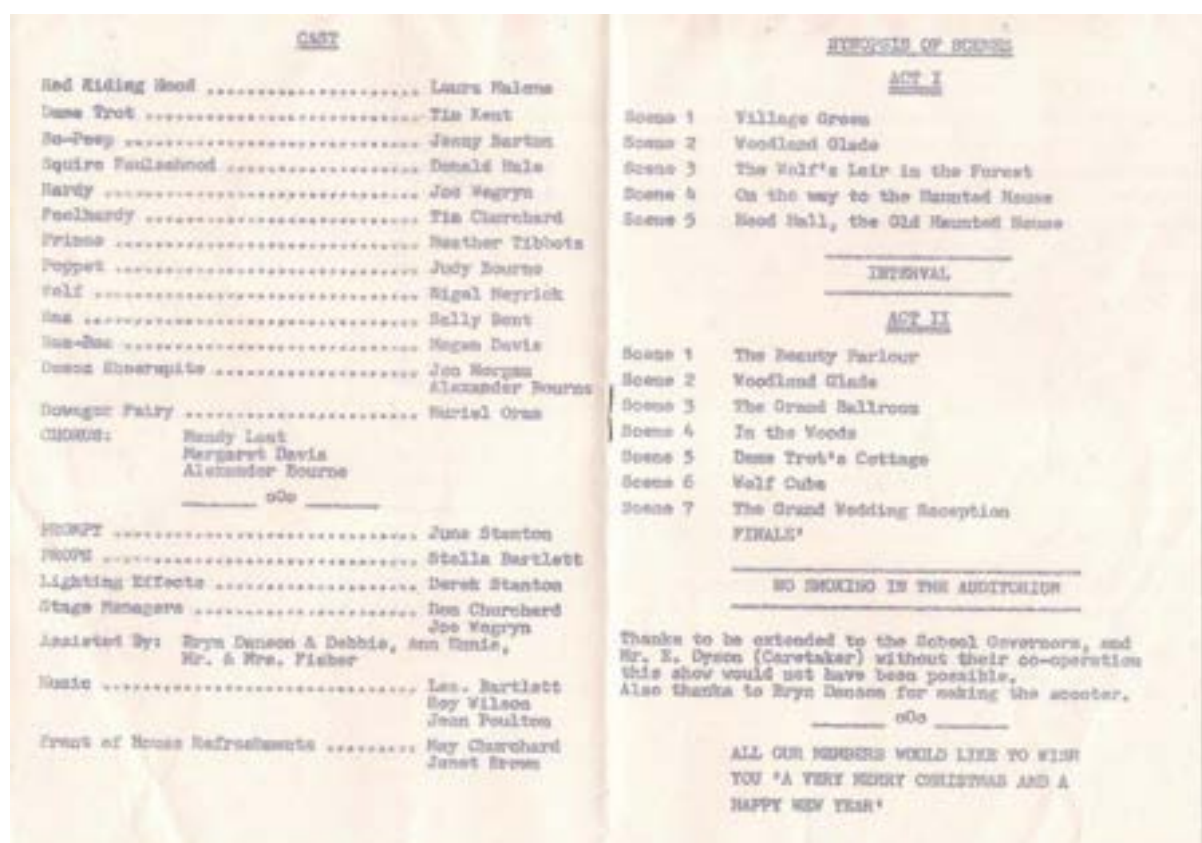 CAST
Red Riding Hood ...................... Laura Malone
Dame Trot ............................ Tim Kent
Bo-Peep .............................. Jenny Barton
Squire ...................... Donald Hale
Hardy ................................ Joe Wegryn
Foolhardy ............................ Tim Churchard
Prince ............................... Heather Tibbots
Poppet ............................... Judy Bourne
Wolf ................................. Nigel Meyrick
................................. Sally Bent
............................. Megan Davis
...................... Jon Morgan
Alexander Bourne
Dowager Fairy ........................ Muriel Orme
CHORUS: Mandy
Margaret Davis
Alexander Bourne
oOo
PROMPT ............................... June Stanton
PROPS ................................ Stella Bartlett
Lighting Effects ..................... Derek Stanton
Stage Managers ....................... Don Churchard
Joe Wegryn
Assisted By: Bryn Danson & Debbie, Ann
Mr. & Mrs. Fisher
Music ................................ Les. Bartlett
Roy Wilson
Jean Poulton
Front of House Refreshments ......... May Churchard
Janet Brown
SYNOPSIS OF SCENES
ACT I
Scene 1 Village Green
Scene 2 Woodland Glade
Scene 3 The Wolf's Lair in the Forest
Scene 4 On the way to the Haunted House
Scene 5 Hood Hall, the Old Haunted House
INTERVAL
ACT II
Scene 1 The Beauty Parlour
Scene 2 Woodland Glade
Scene 3 The Grand Ballroom
Scene 4 In the Woods
Scene 5 Dame Trot's Cottage
Scene 6 Wolf Cubs
Scene 7 The Grand Wedding Reception
FINALE'
NO SMOKING IN THE AUDITORIUM
Thanks to be extended to the School Governors, and
Mr. E. Dyson (Caretaker) without their co-operation
this show would not have been possible.
Also thanks to Bryn Danson for making the scooter.
oOo
ALL OUR MEMBERS WOULD LIKE TO WISH
YOU 'A VERY MERRY CHRISTMAS AND A
HAPPY NEW YEAR'